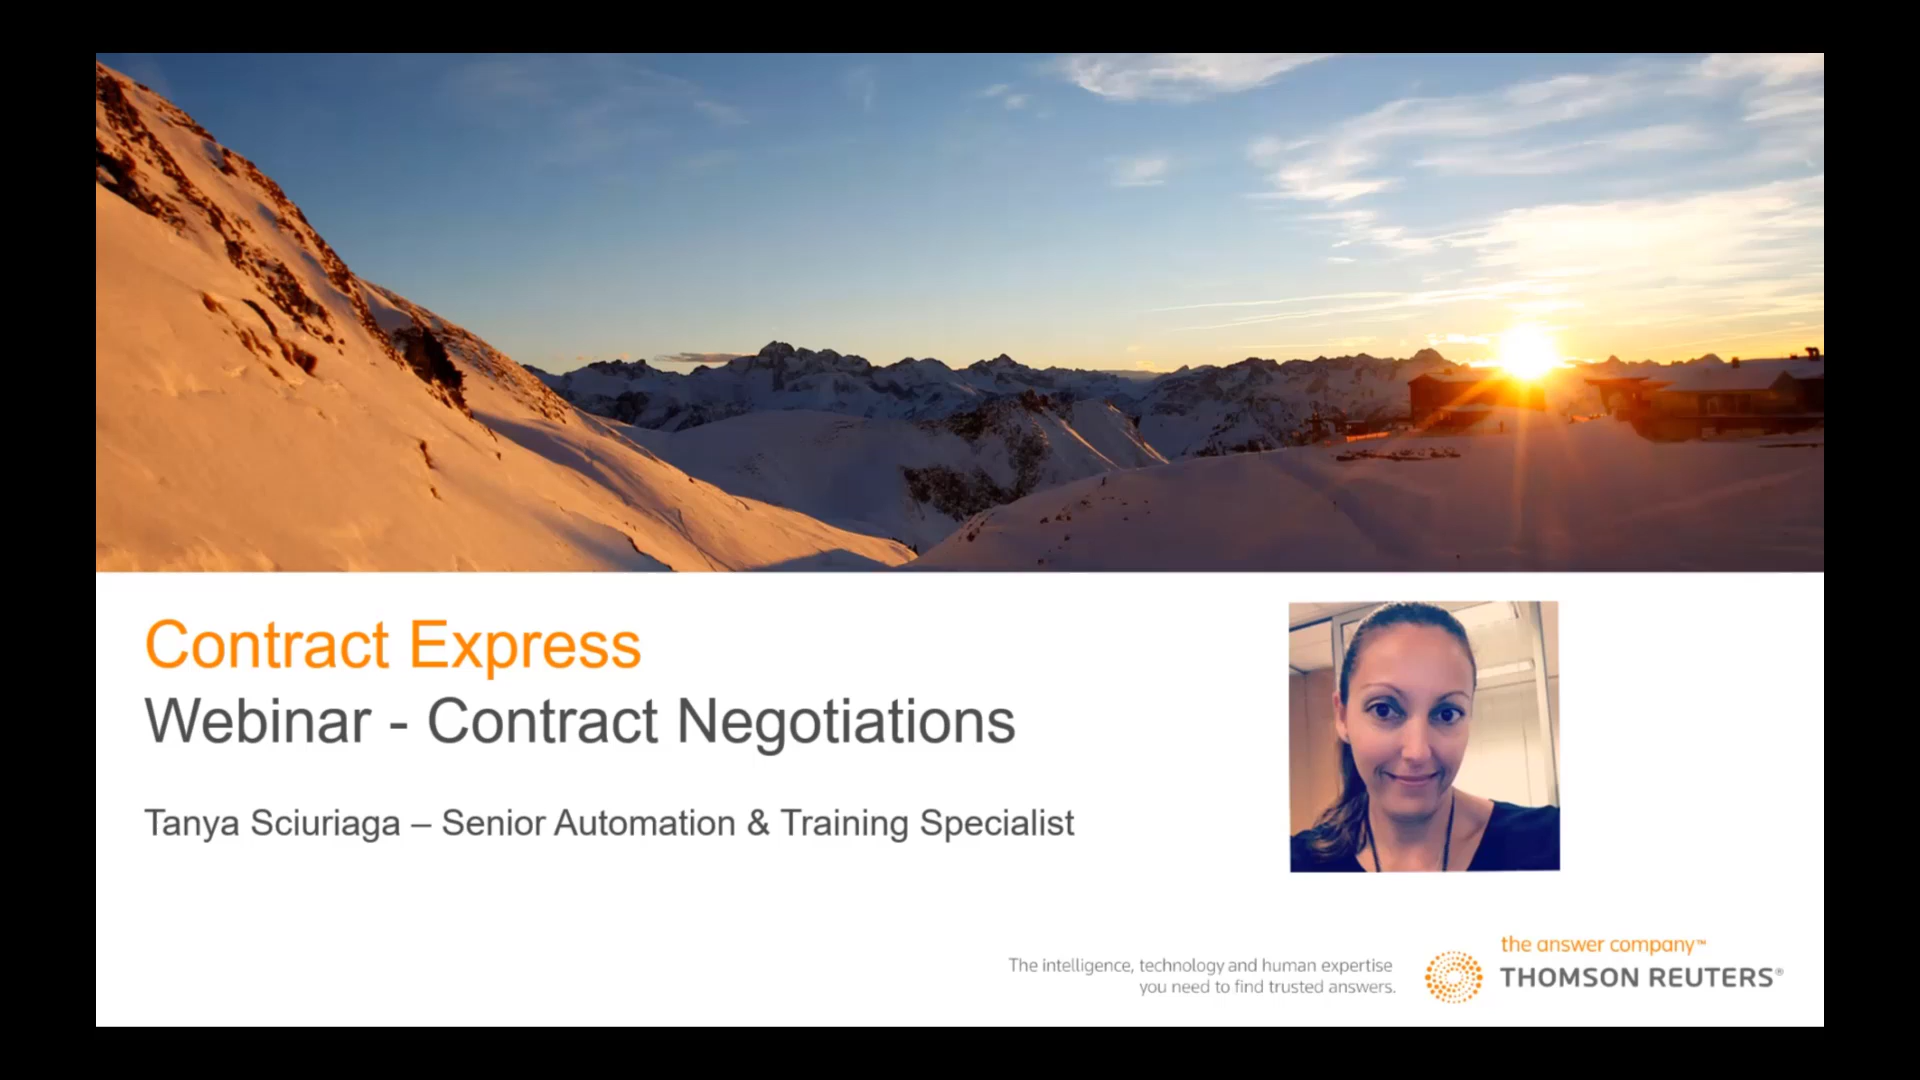 Contract Express
Webinar - Contract Negotiations
Tanya Sciuriaga – Senior Automation & Training Specialist
The intelligence, technology and human expertise
you need to find trusted answers.
the answer company™
THOMSON REUTERS®